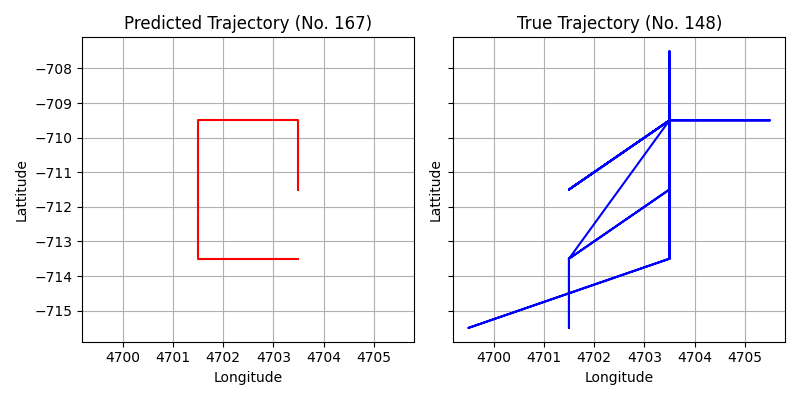 Predicted Trajectory (No. 167)
True Trajectory (No. 148)
−708
−709
−710
−711
−712
−713
−714
−715
Lattitude
4700 4701 4702 4703 4704 4705
Longitude
Lattitude
4700 4701 4702 4703 4704 4705
Longitude